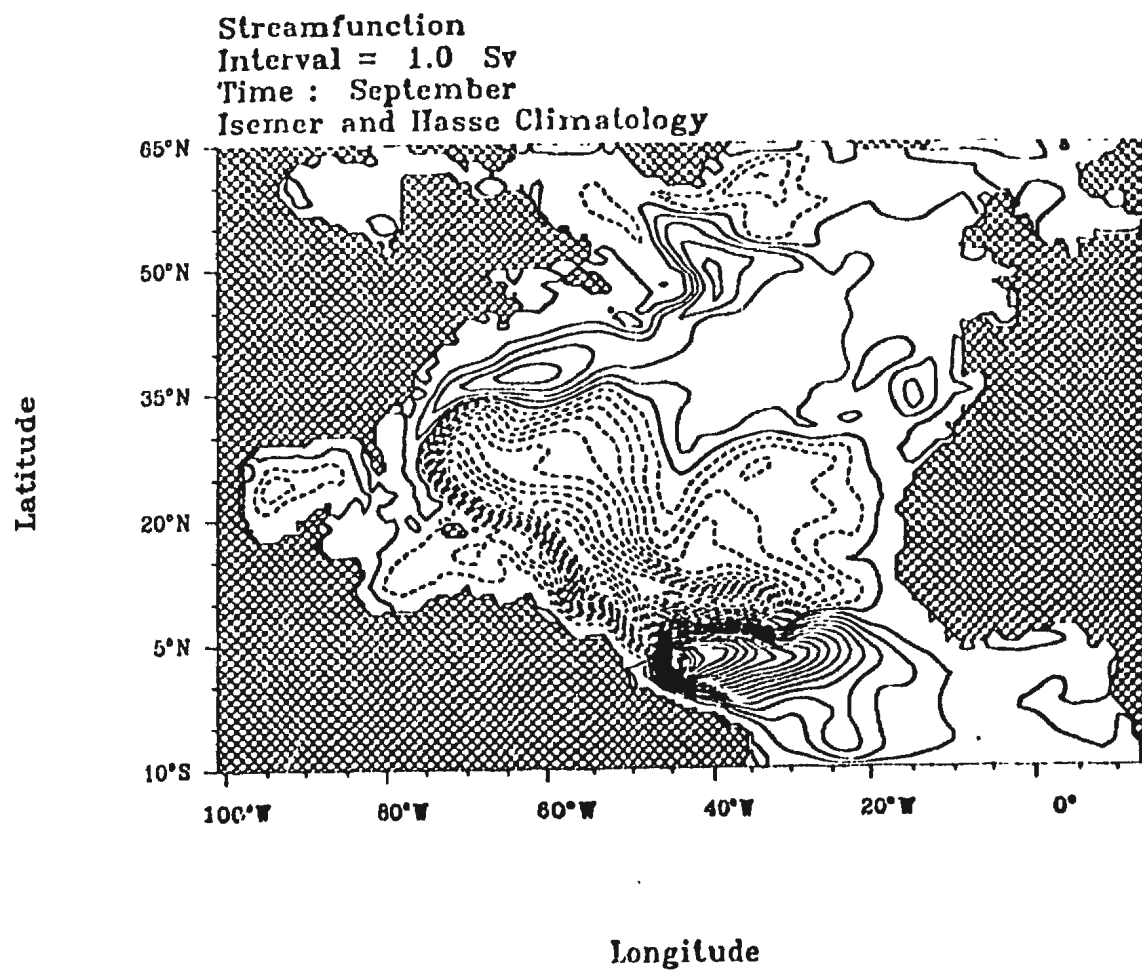 Streamfunction
Interval = 1.0 Sv
Time : September
Isemer and Hasse Climatology
65°N
50°N
35°N
20°N
5°N
10°S
100°W
80°W
60°W
40°W
20°W
0°
Latitude
Longitude